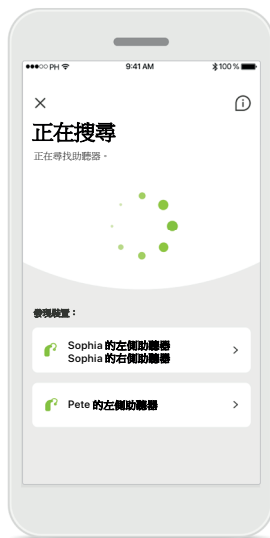 ●●●○○ PH 9:41 AM 100 %
正在搜尋
正在尋找助聽器。
發現裝置：
Sophia 的左側助聽器
Sophia 的右側助聽器
Pete 的左側助聽器